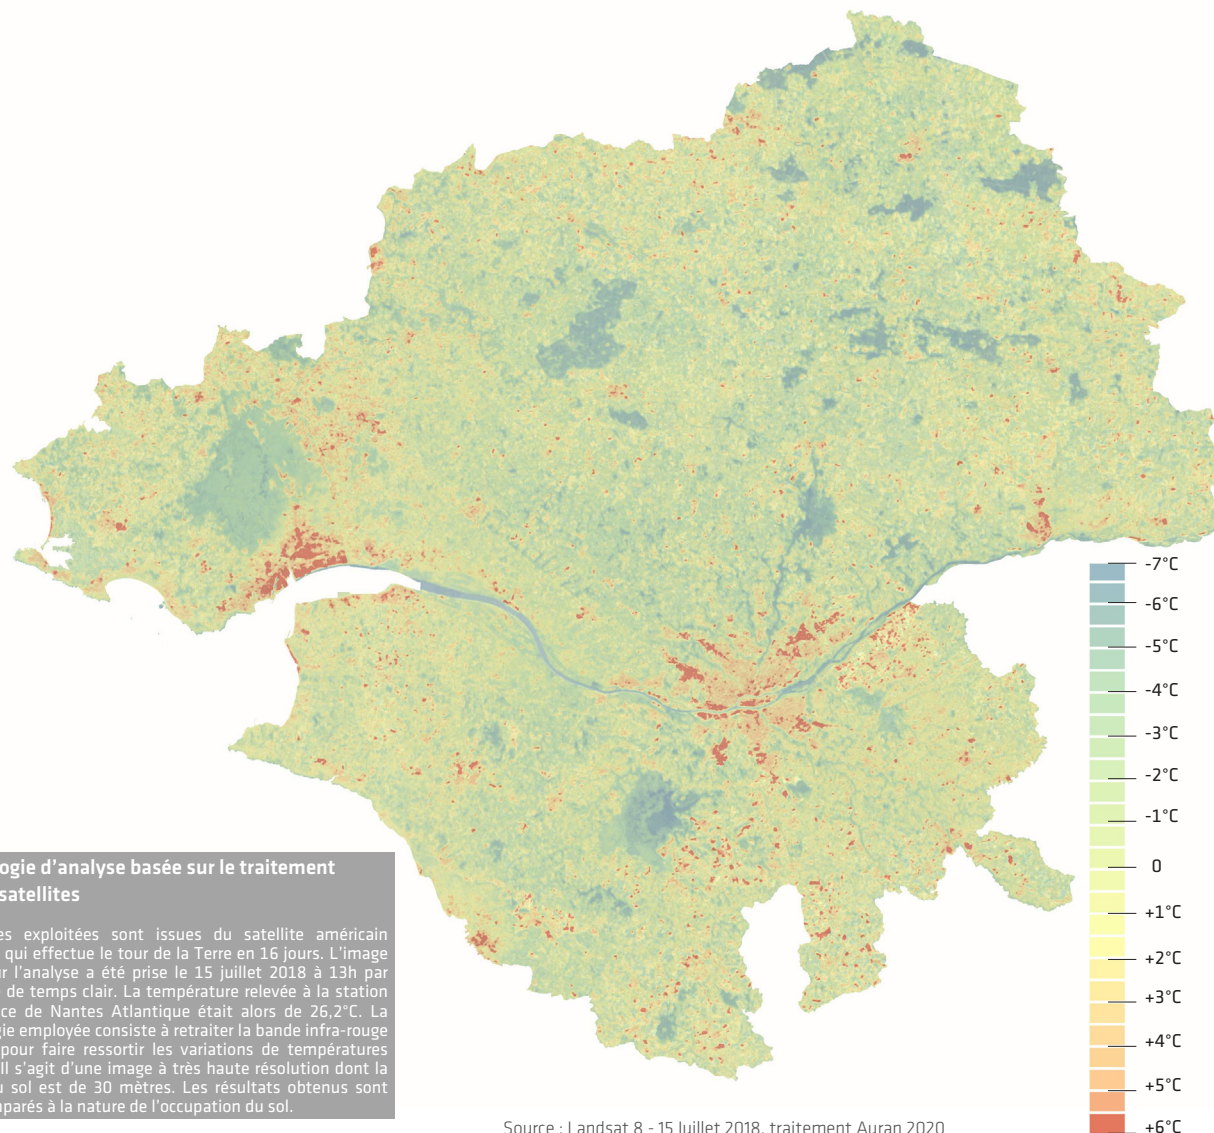 -7°C
-6°C
-5°C
-4°C
-3°C
-2°C
-1°C
0
+1°C
+2°C
+3°C
+4°C
+5°C
+6°C
ogie d'analyse basée sur le traitement
satellites
es exploitées sont issues du satellite américain
qui effectue le tour de la Terre en 16 jours. L'image
ur l'analyse a été prise le 15 juillet 2018 à 13h par
de temps clair. La température relevée à la station
ce de Nantes Atlantique était alors de 26,2°C. La
gie employée consiste à retraiter la bande infra-rouge
pour faire ressortir les variations de températures
Il s'agit d'une image à très haute résolution dont la
u sol est de 30 mètres. Les résultats obtenus sont
parés à la nature de l'occupation du sol.
Source : Landsat 8 - 15 Juillet 2018, traitement Auran 2020